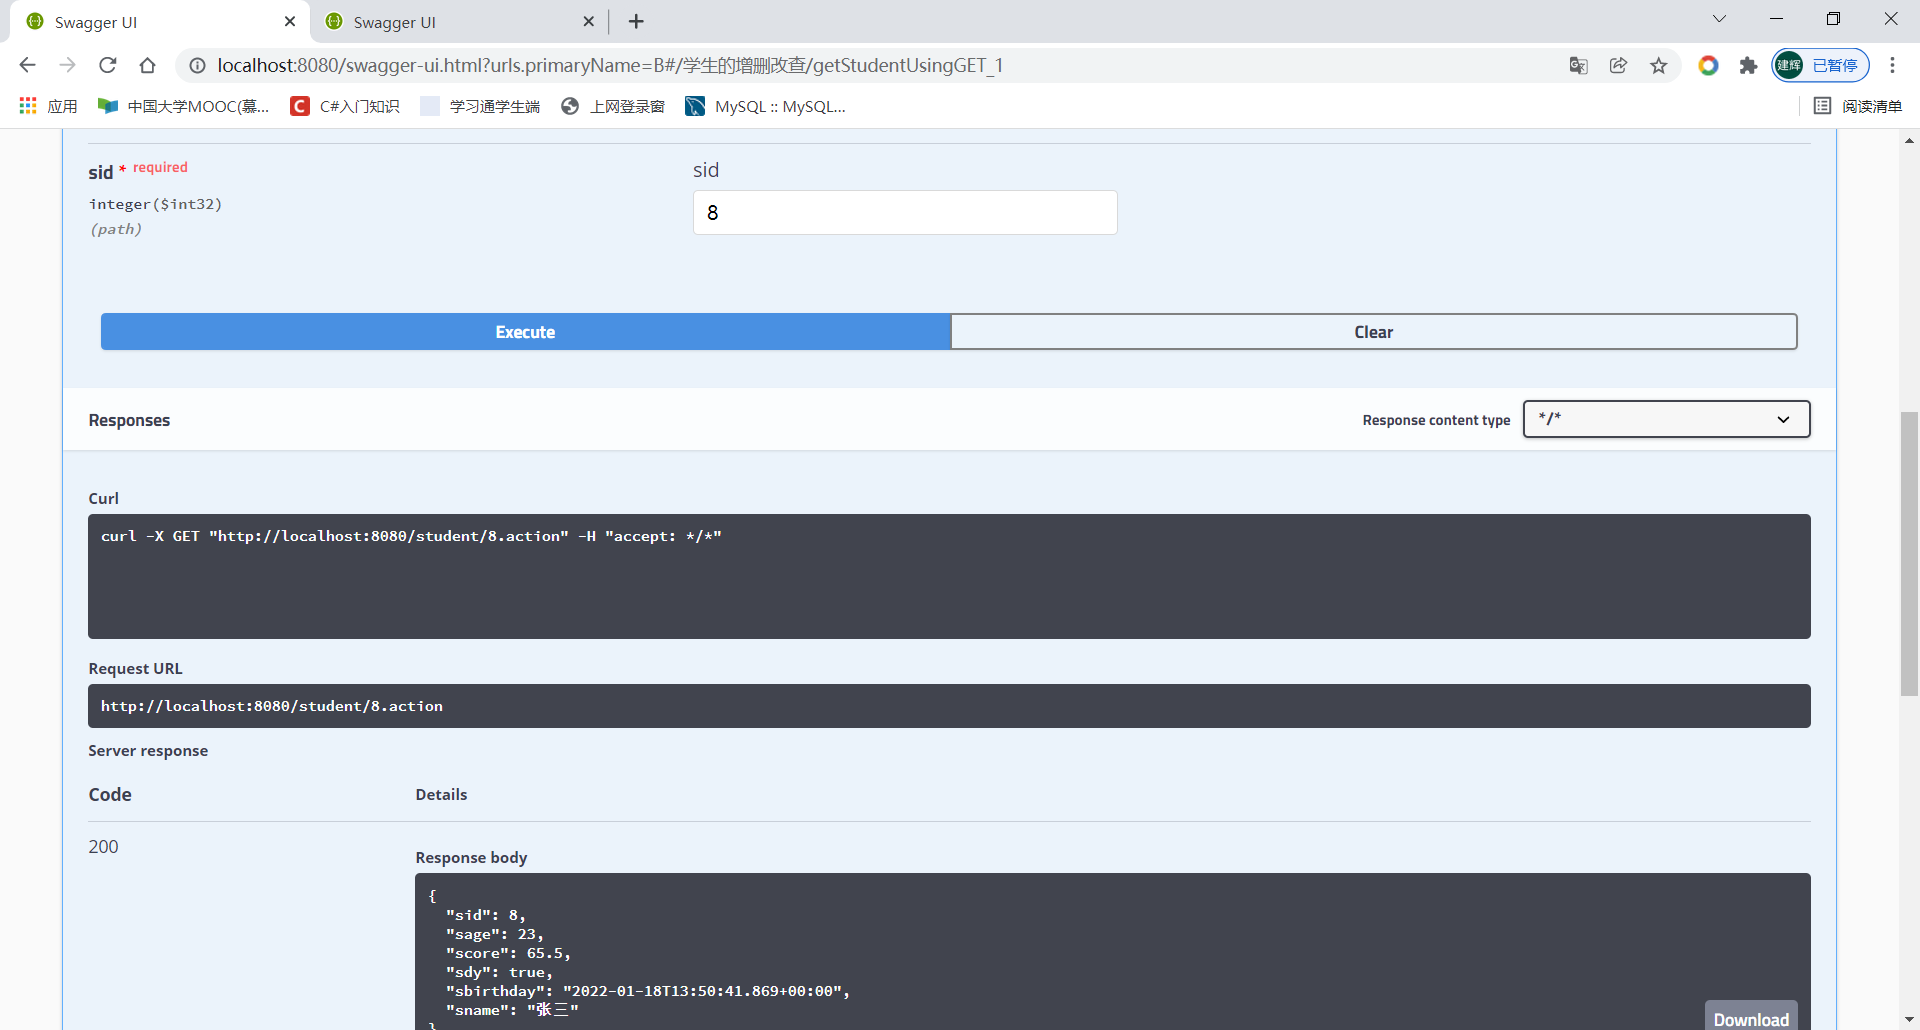 Swagger UI
Swagger UI
localhost:8080/swagger-ui.html?urls.primaryName=B#/学生的增删改查/getStudentUsingGET_1
建辉 已暂停
应用 中国大学MOOC(慕... C C#入门知识 学习通学生端 上网登录窗 MySQL :: MySQL... 阅读清单
sid * required
sid
integer($int32)
8
(path)
Execute
Clear
Responses
Response content type
*/*
Curl
curl -X GET "http://localhost:8080/student/8.action" -H "accept: */*"
Request URL
http://localhost:8080/student/8.action
Server response
Code
Details
200
Response body
{
"sid": 8,
"sage": 23,
"score": 65.5,
"sdy": true,
"sbirthday": "2022-01-18T13:50:41.869+00:00",
"sname": "张三"
}
Download